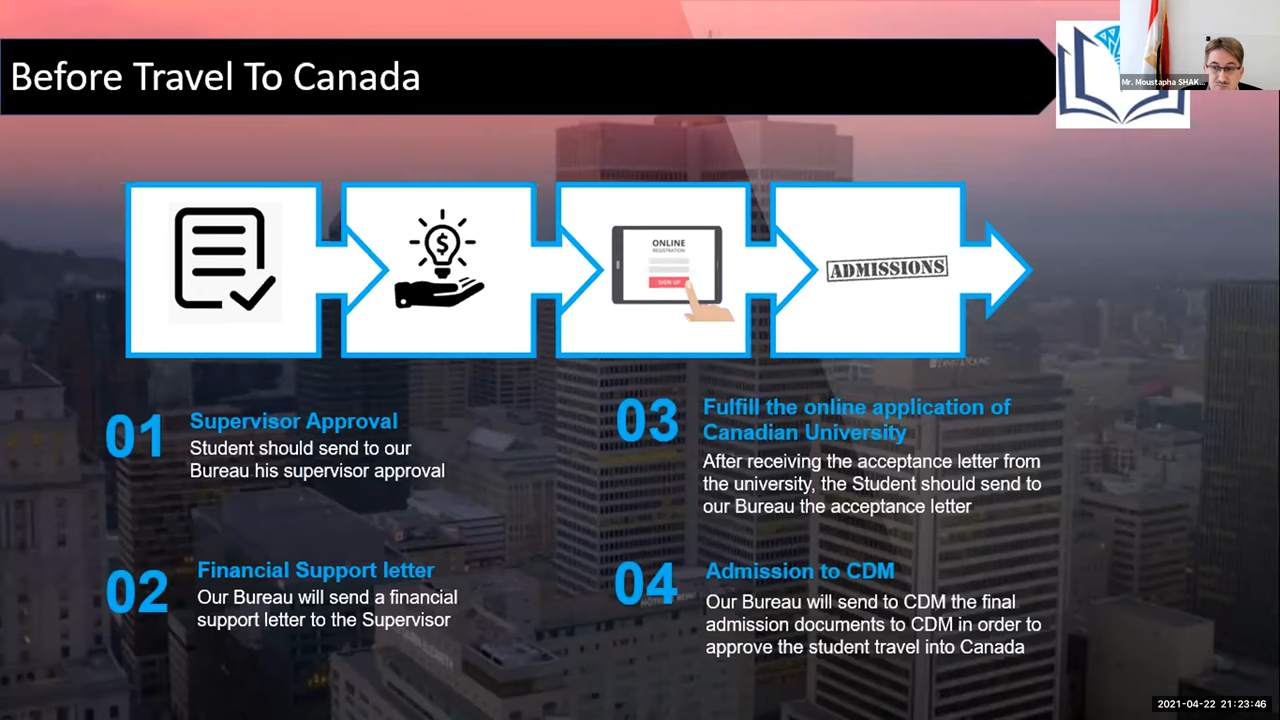 Before Travel To Canada
Mr. Moustapha SHAK...
ONLINE
REGISTRATION
SIGN UP
ADMISSIONS
01
Supervisor Approval
Student should send to our
Bureau his supervisor approval
02
Financial Support letter
Our Bureau will send a financial
support letter to the Supervisor
03
Fulfill the online application of
Canadian University
After receiving the acceptance letter from
the university, the Student should send to
our Bureau the acceptance letter
04
Admission to CDM
Our Bureau will send to CDM the final
admission documents to CDM in order to
approve the student travel into Canada
2021-04-22 21:23:46